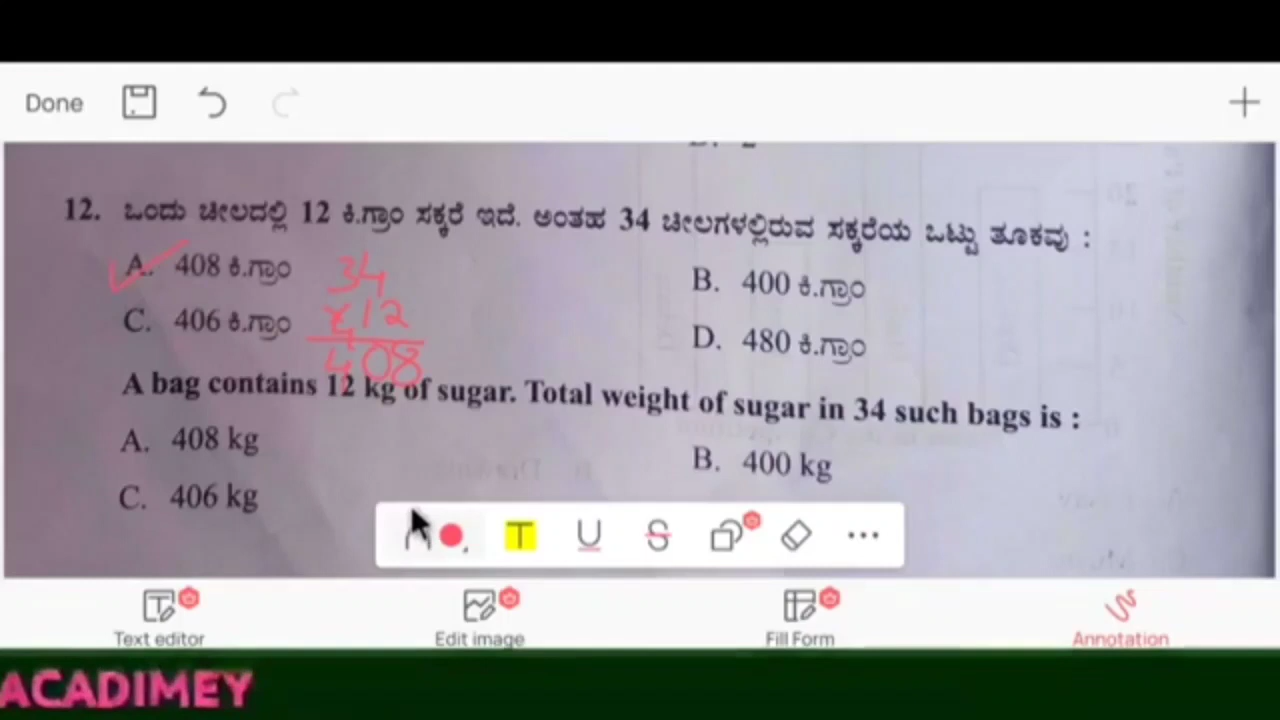 Done
12. ಒಂದು ಚೀಲದಲ್ಲಿ 12 ಕಿ.ಗ್ರಾಂ ಸಕ್ಕರೆ ಇದೆ. ಅಂತಹ 34 ಚೀಲಗಳಲ್ಲಿರುವ ಸಕ್ಕರೆಯ ಒಟ್ಟು ತೂಕವು :
A. 408 ಕಿ.ಗ್ರಾಂ
B. 400 ಕಿ.ಗ್ರಾಂ
C. 406 ಕಿ.ಗ್ರಾಂ
D. 480 ಕಿ.ಗ್ರಾಂ
34
x12
408
A bag contains 12 kg of sugar. Total weight of sugar in 34 such bags is :
A. 408 kg
B. 400 kg
C. 406 kg
T U S
Text editor
Edit image
Fill Form
Annotation
ACADIMEY